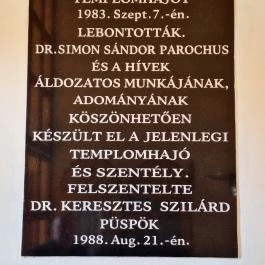 TEMPLOMHAJÓT
1983. Szept. 7.-én.
LEBONTOTTÁK.
DR. SIMON SÁNDOR PAROCHUS
ÉS A HÍVEK
ÁLDOZATOS MUNKÁJÁNAK,
ADOMÁNYÁNAK
KÖSZÖNHETŐEN
KÉSZÜLT EL A JELENLEGI
TEMPLOMHAJÓ
ÉS SZENTÉLY.
FELSZENTELTE
DR. KERESZTES SZILÁRD
PÜSPÖK
1988. Aug. 21.-én.